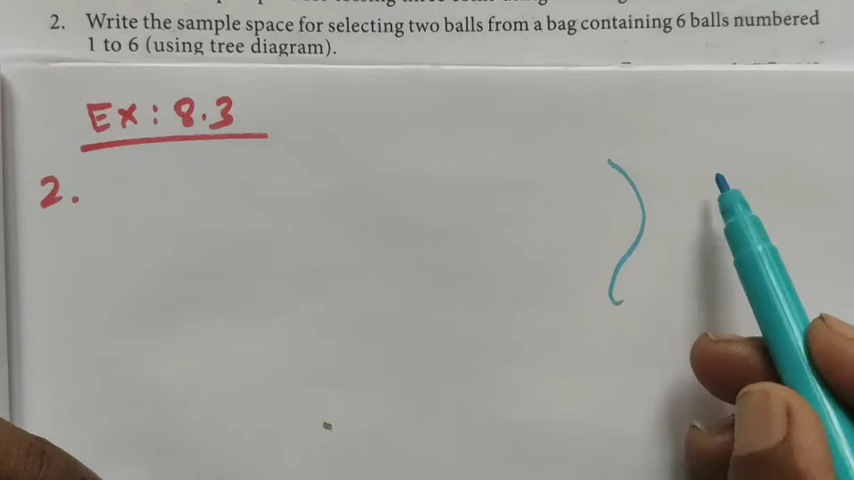 2. Write the sample space for selecting two balls from a bag containing 6 balls numbered
1 to 6 (using tree diagram).
Ex: 8.3
2.